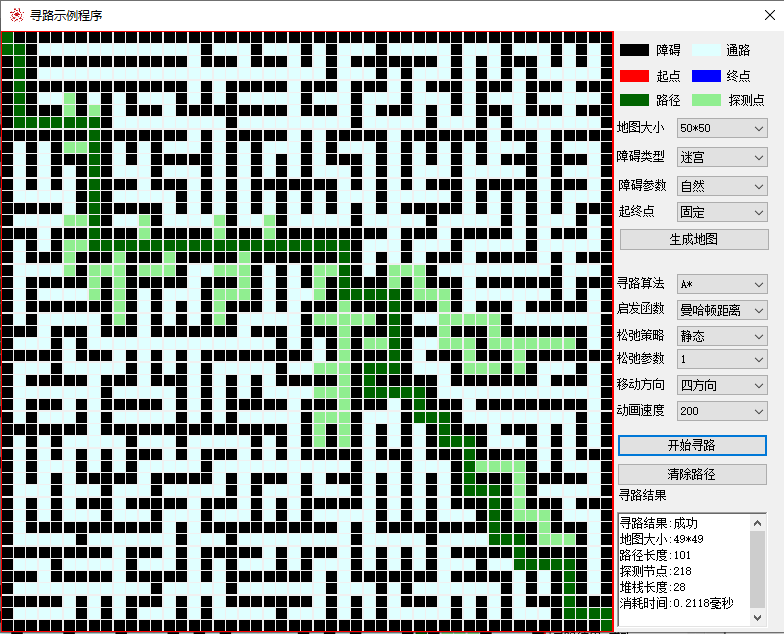 寻路示例程序
障碍 通路
起点 终点
路径 探测点
地图大小 50*50
障碍类型 迷宫
障碍参数 自然
起终点 固定
生成地图
寻路算法 A*
启发函数 曼哈顿距离
松弛策略 静态
松弛参数 1
移动方向 四方向
动画速度 200
开始寻路
清除路径
寻路结果
寻路结果:成功
地图大小:49*49
路径长度:101
探测节点:218
堆栈长度:28
消耗时间:0.2118毫秒